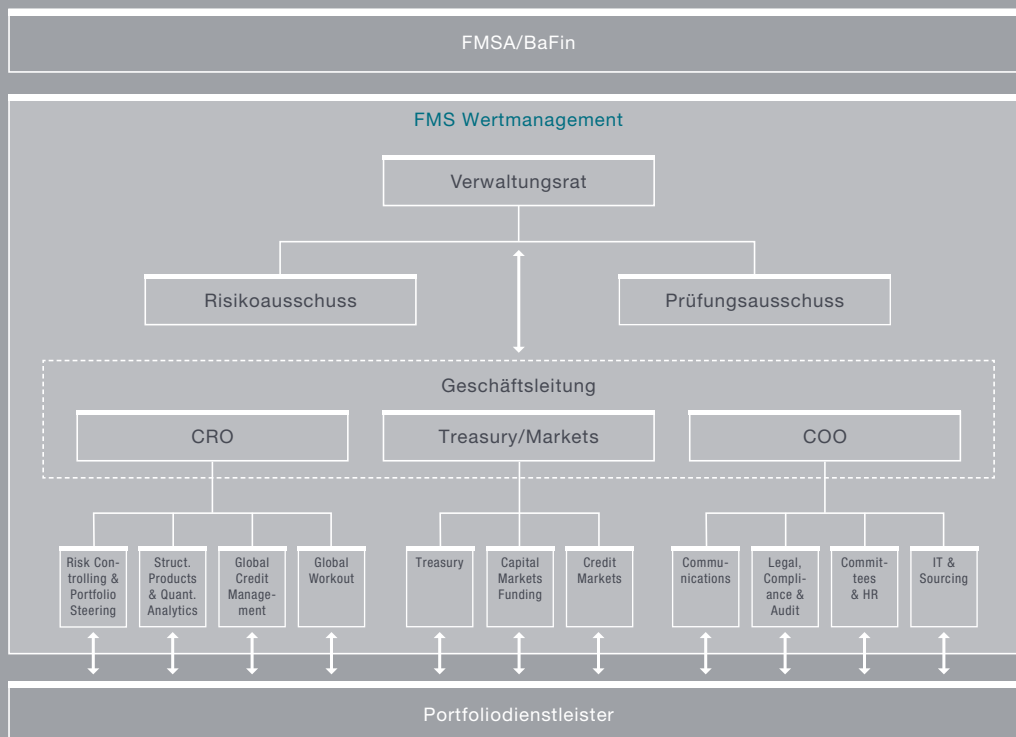 FMSA/BaFin
FMS Wertmanagement
Verwaltungsrat
Risikoausschuss
Prüfungsausschuss
Geschäftsleitung
CRO
Treasury/Markets
COO
Risk Con-
trolling &
Portfolio
Steering
Struct.
Products
& Quant.
Analytics
Global
Credit
Manage-
ment
Global
Workout
Treasury
Capital
Markets
Funding
Credit
Markets
Commu-
nications
Legal,
Compli-
ance &
Audit
Commit-
tees
& HR
IT &
Sourcing
Portfoliodienstleister